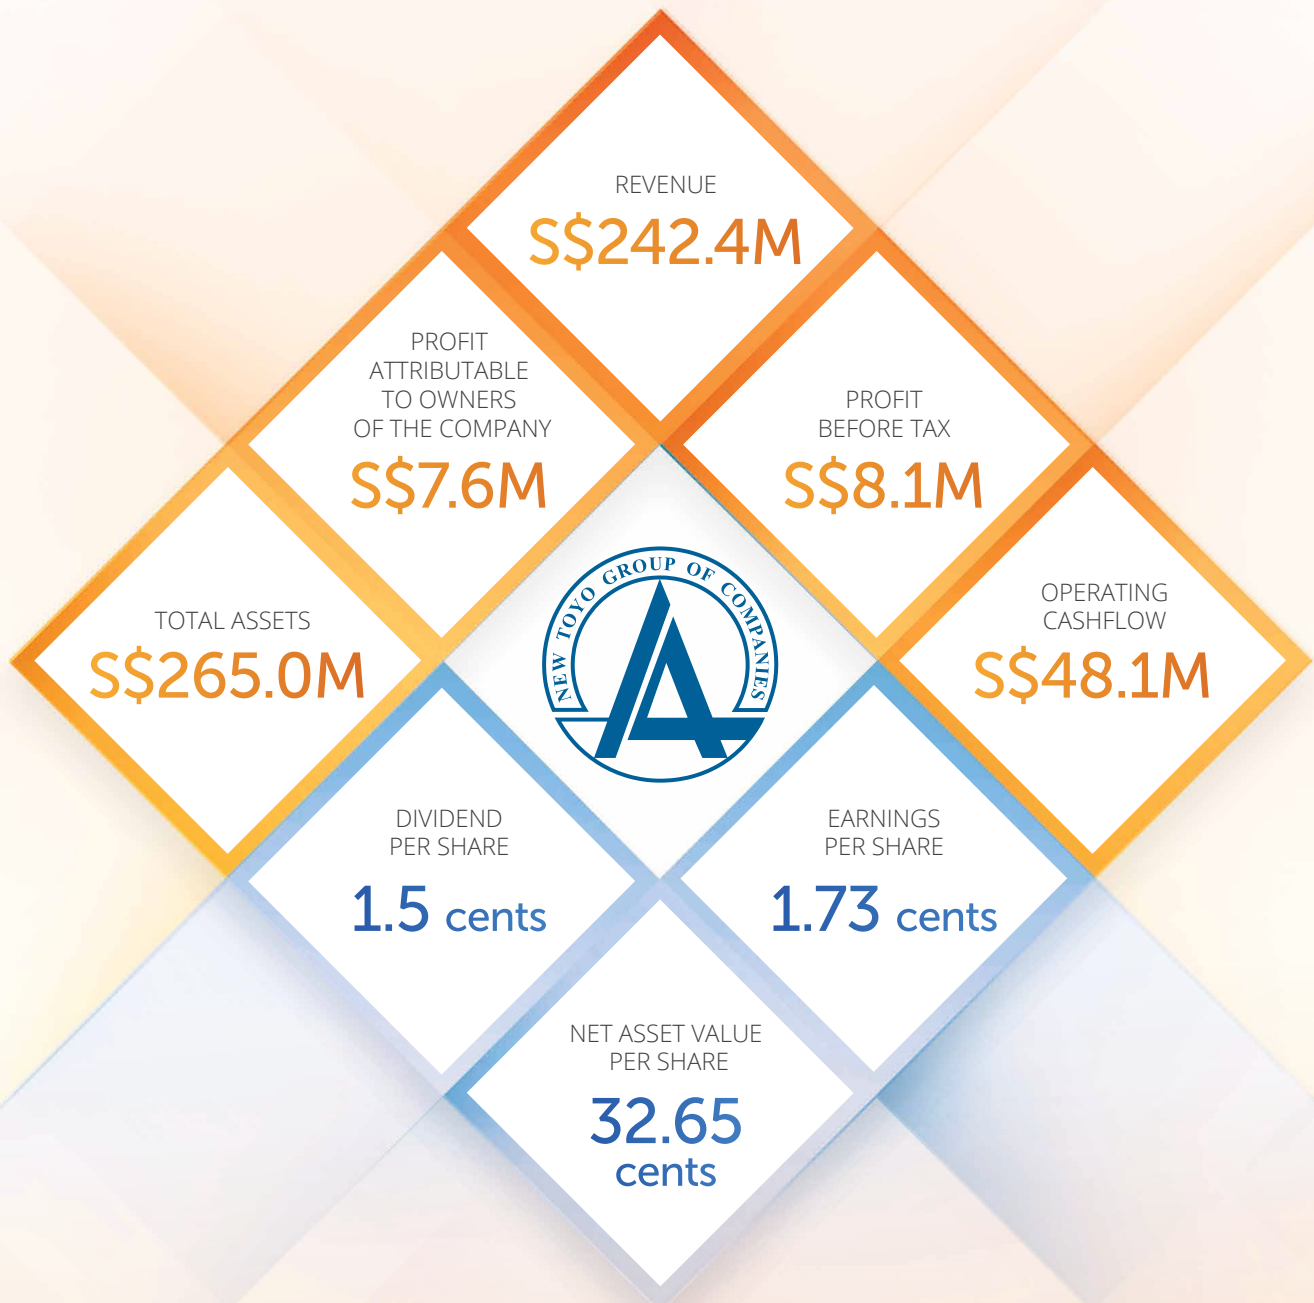 REVENUE
S$242.4M
PROFIT
ATTRIBUTABLE
TO OWNERS
OF THE COMPANY
S$7.6M
PROFIT
BEFORE TAX
S$8.1M
TOTAL ASSETS
S$265.0M
NEW TOYO GROUP OF COMPANIES
OPERATING
CASHFLOW
S$48.1M
DIVIDEND
PER SHARE
1.5 cents
EARNINGS
PER SHARE
1.73 cents
NET ASSET VALUE
PER SHARE
32.65
cents